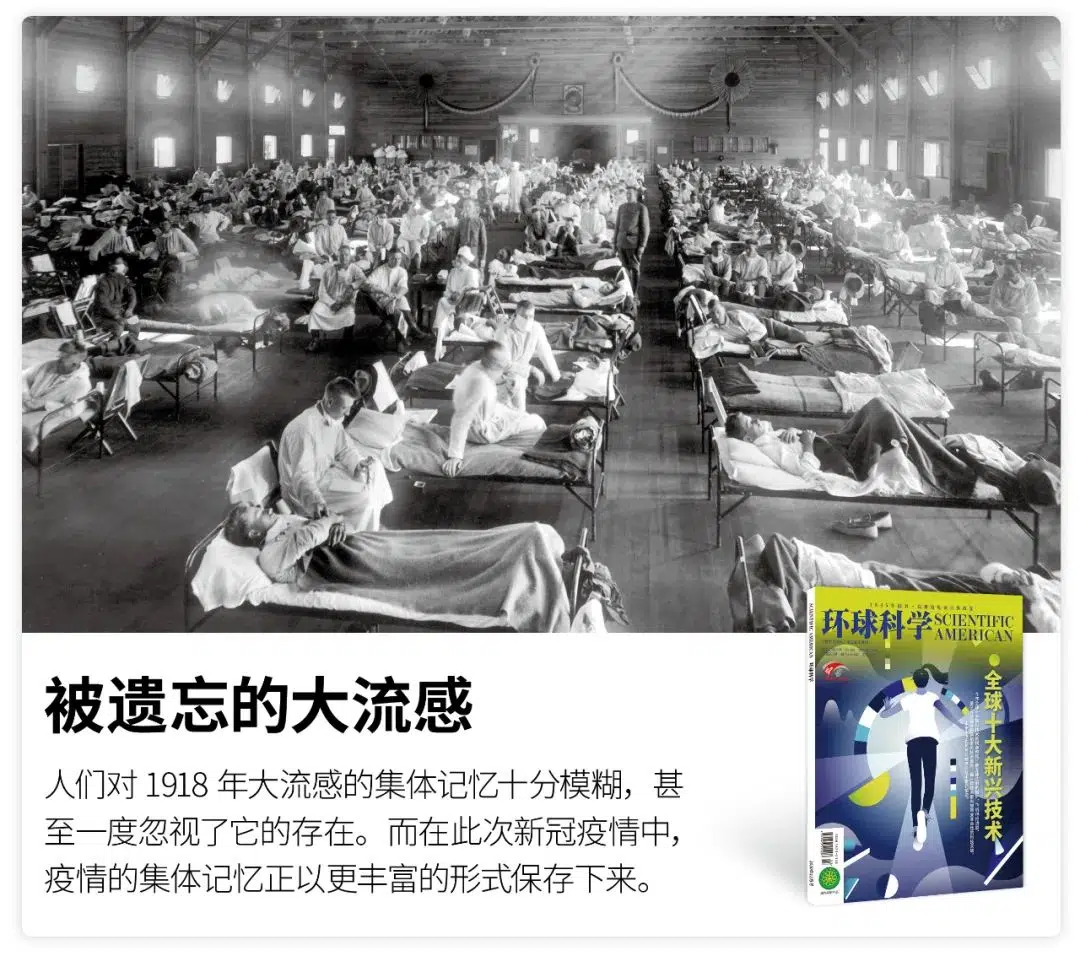 被遗忘的大流感
人们对 1918 年大流感的集体记忆十分模糊，甚
至一度忽视了它的存在。而在此次新冠疫情中，
疫情的集体记忆正以更丰富的形式保存下来。
环球科学
SCIENTIFIC
AMERICAN
全球十大新兴技术